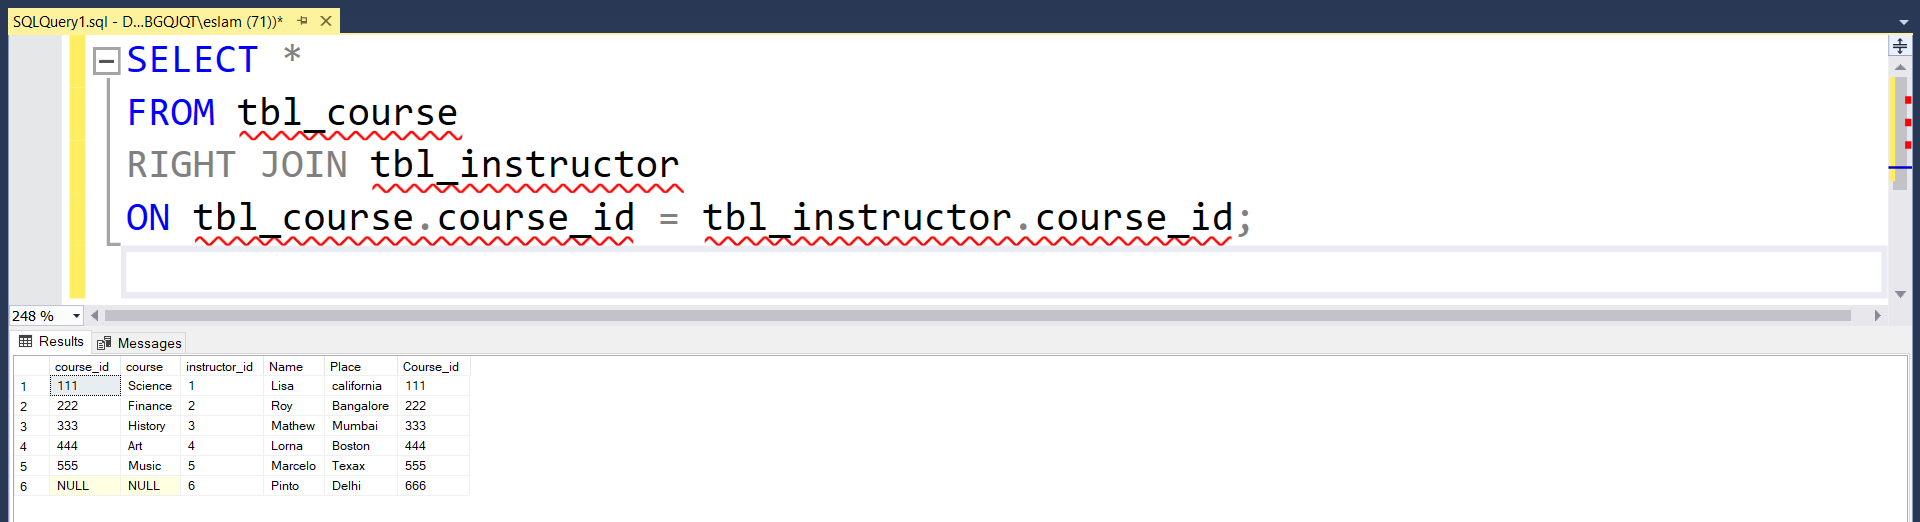 SQLQuery1.sql - D...BGQJQT\eslam (71))*
SELECT *
FROM tbl_course
RIGHT JOIN tbl_instructor
ON tbl_course.course_id = tbl_instructor.course_id;
248 %
Results Messages
course_id course instructor_id Name Place Course_id
1 111 Science 1 Lisa california 111
2 222 Finance 2 Roy Bangalore 222
3 333 History 3 Mathew Mumbai 333
4 444 Art 4 Lorna Boston 444
5 555 Music 5 Marcelo Texax 555
6 NULL NULL 6 Pinto Delhi 666